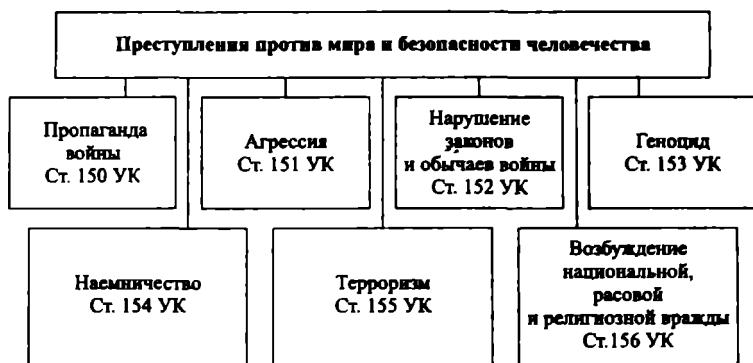 Преступления против мира и безопасности человечества
Пропаганда
войны
Ст. 150 УК
Агрессия
Ст. 151 УК
Нарушение
законов
и обычаев войны
Ст. 152 УК
Геноцид
Ст. 153 УК
Наемничество
Ст. 154 УК
Терроризм
Ст. 155 УК
Возбуждение
национальной,
расовой
и религиозной вражды
Ст.156 УК